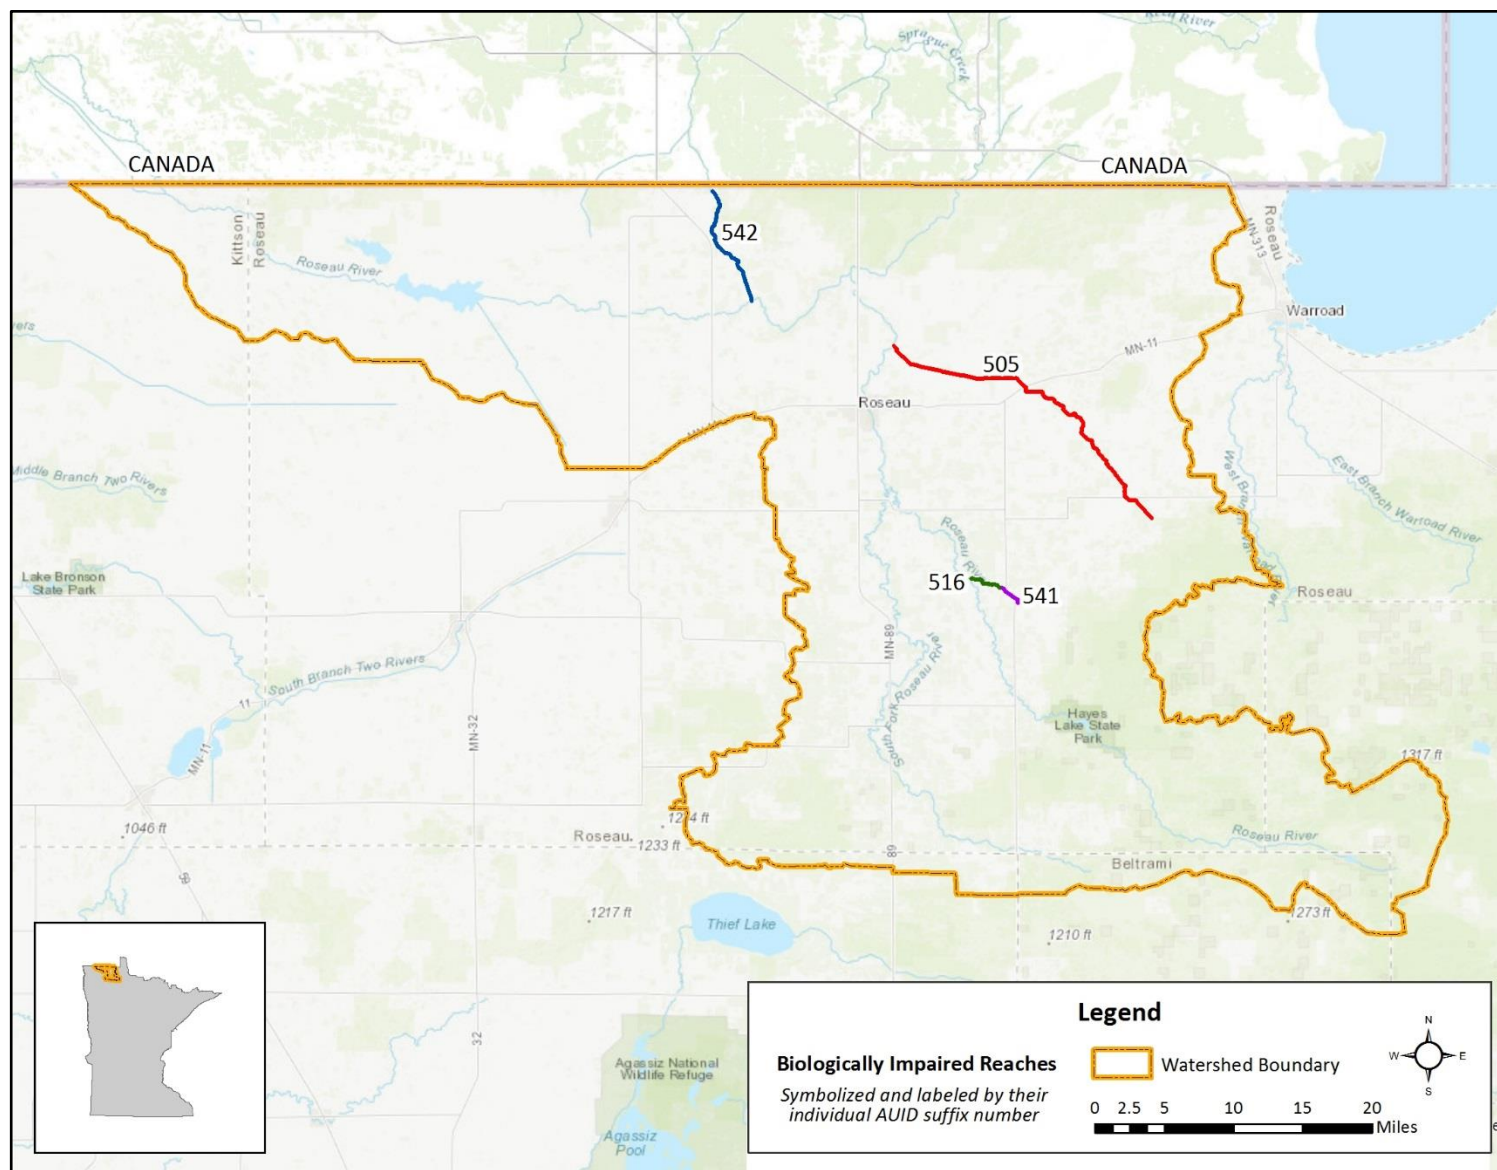 Reed River
Sprague Creek
CANADA
CANADA
Kittson
Roseau
Roseau
MN-313
542
Roseau River
Warroad
MN-11
505
Roseau
Middle Branch Two Rivers
East Branch Warroad River
Roseau River
Lake Bronson
State Park
516
541
Roseau
MN-89
South Fork Roseau River
South Branch Two Rivers
11
MN-32
MN-11
Hayes
Lake State
Park
1317 ft
1046 ft
Roseau
1233 ft
Roseau River
89
Beltrami
59
1217 ft
Thief Lake
1273 ft
1210 ft
32
Agassiz National
Wildlife Refuge
Agassiz
Pool
Legend
Biologically Impaired Reaches
Symbolized and labeled by their
individual AUID suffix number
Watershed Boundary
0 2.5 5 10 15 20
Miles
N
W E
S